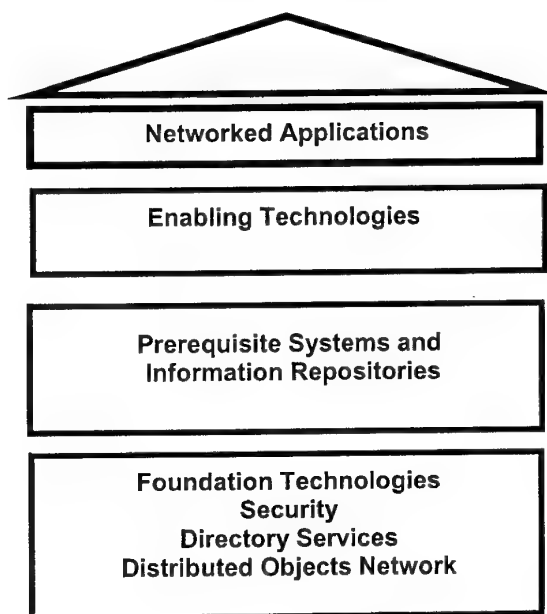 Networked Applications
Enabling Technologies
Prerequisite Systems and
Information Repositories
Foundation Technologies
Security
Directory Services
Distributed Objects Network